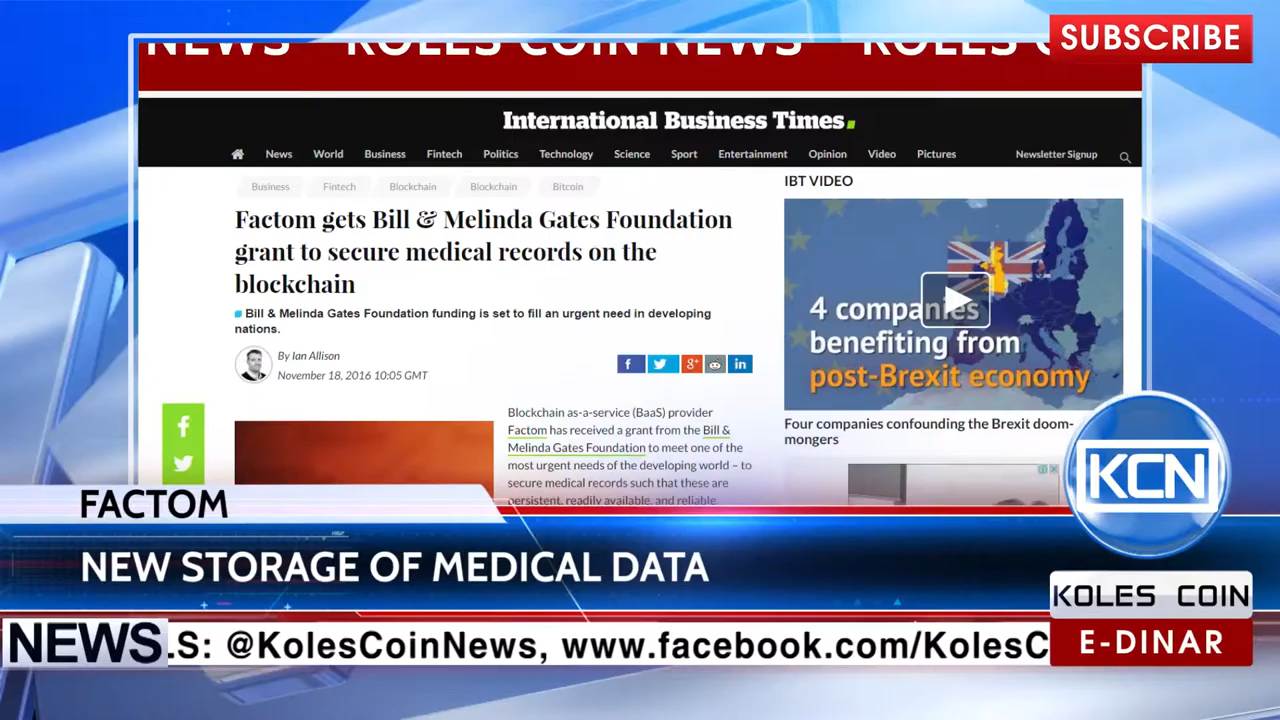 NEWS KOLES COIN NEWS KOLES
SUBSCRIBE
International Business Times.
News World Business Fintech Politics Technology Science Sport Entertainment Opinion Video Pictures Newsletter Signup
Business Fintech Blockchain Blockchain Bitcoin
Factom gets Bill & Melinda Gates Foundation
grant to secure medical records on the
blockchain
Bill & Melinda Gates Foundation funding is set to fill an urgent need in developing
nations.
By Ian Allison
November 18, 2016 10:05 GMT
Blockchain as-a-service (BaaS) provider
Factom has received a grant from the Bill &
Melinda Gates Foundation to meet one of the
most urgent needs of the developing world – to
secure medical records such that these are
persistent, readily available, and reliable.
IBT VIDEO
4 companies
benefiting from
post-Brexit economy
Four companies confounding the Brexit doom-
mongers
KCN
FACTOM
NEW STORAGE OF MEDICAL DATA
KOLES COIN
E-DINAR
NEWS .S: @KolesCoinNews, www.facebook.com/KolesC